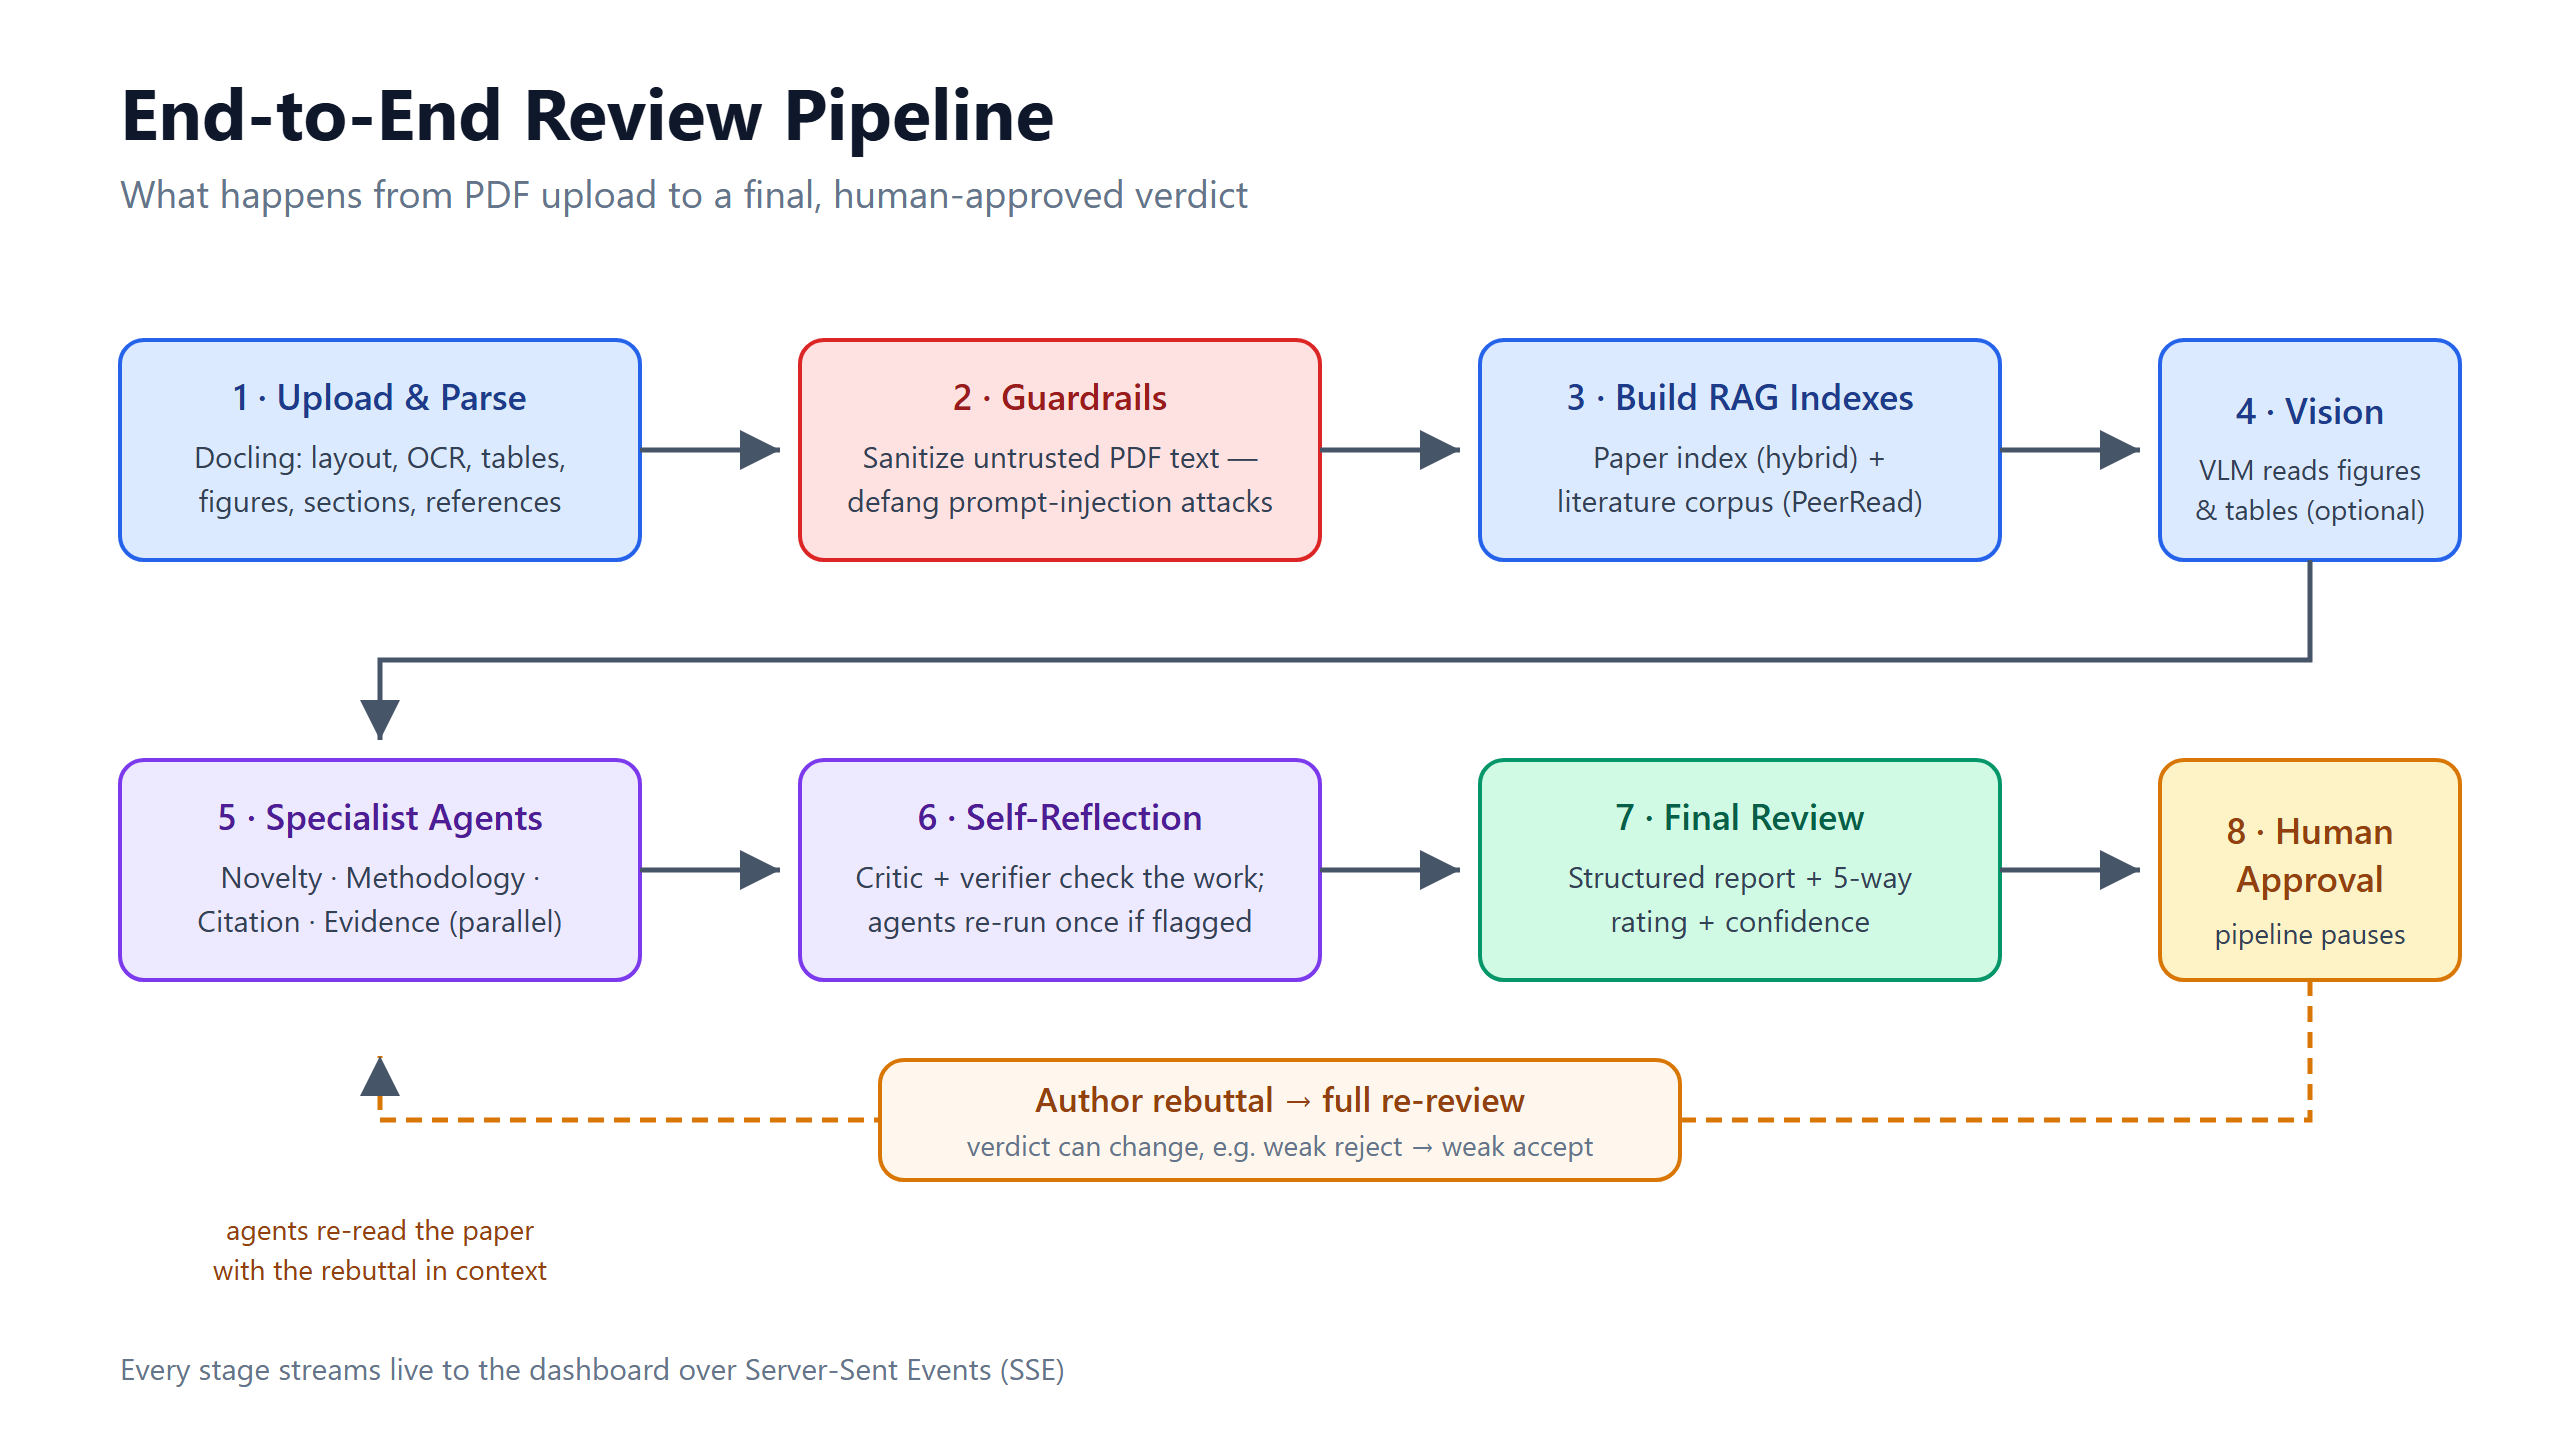 End-to-End Review Pipeline
What happens from PDF upload to a final, human-approved verdict
1 · Upload & Parse
Docling: layout, OCR, tables,
figures, sections, references
2 · Guardrails
Sanitize untrusted PDF text —
defang prompt-injection attacks
3 · Build RAG Indexes
Paper index (hybrid) +
literature corpus (PeerRead)
4 · Vision
VLM reads figures
& tables (optional)
5 · Specialist Agents
Novelty · Methodology ·
Citation · Evidence (parallel)
6 · Self-Reflection
Critic + verifier check the work;
agents re-run once if flagged
7 · Final Review
Structured report + 5-way
rating + confidence
8 · Human
Approval
pipeline pauses
Author rebuttal → full re-review
verdict can change, e.g. weak reject → weak accept
agents re-read the paper
with the rebuttal in context
Every stage streams live to the dashboard over Server-Sent Events (SSE)